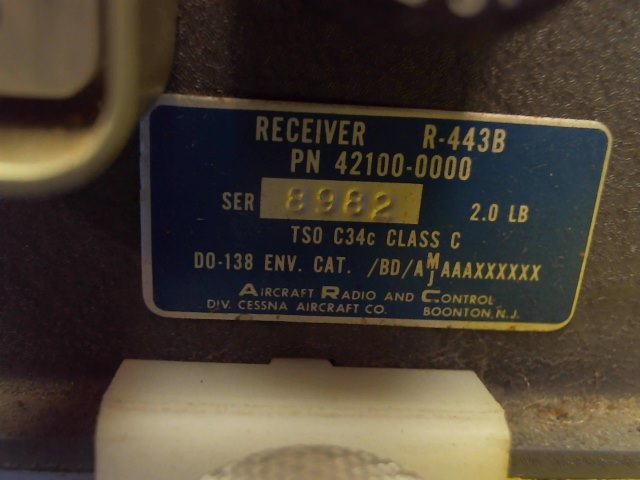 RECEIVER R-443B
PN 42100-0000
SER 8982 2.0 LB
TSO C34c CLASS C
DO-138 ENV. CAT. /BD/AMJAAAXXXXXX
AIRCRAFT RADIO AND CONTROL
DIV. CESSNA AIRCRAFT CO. BOONTON, N.J.